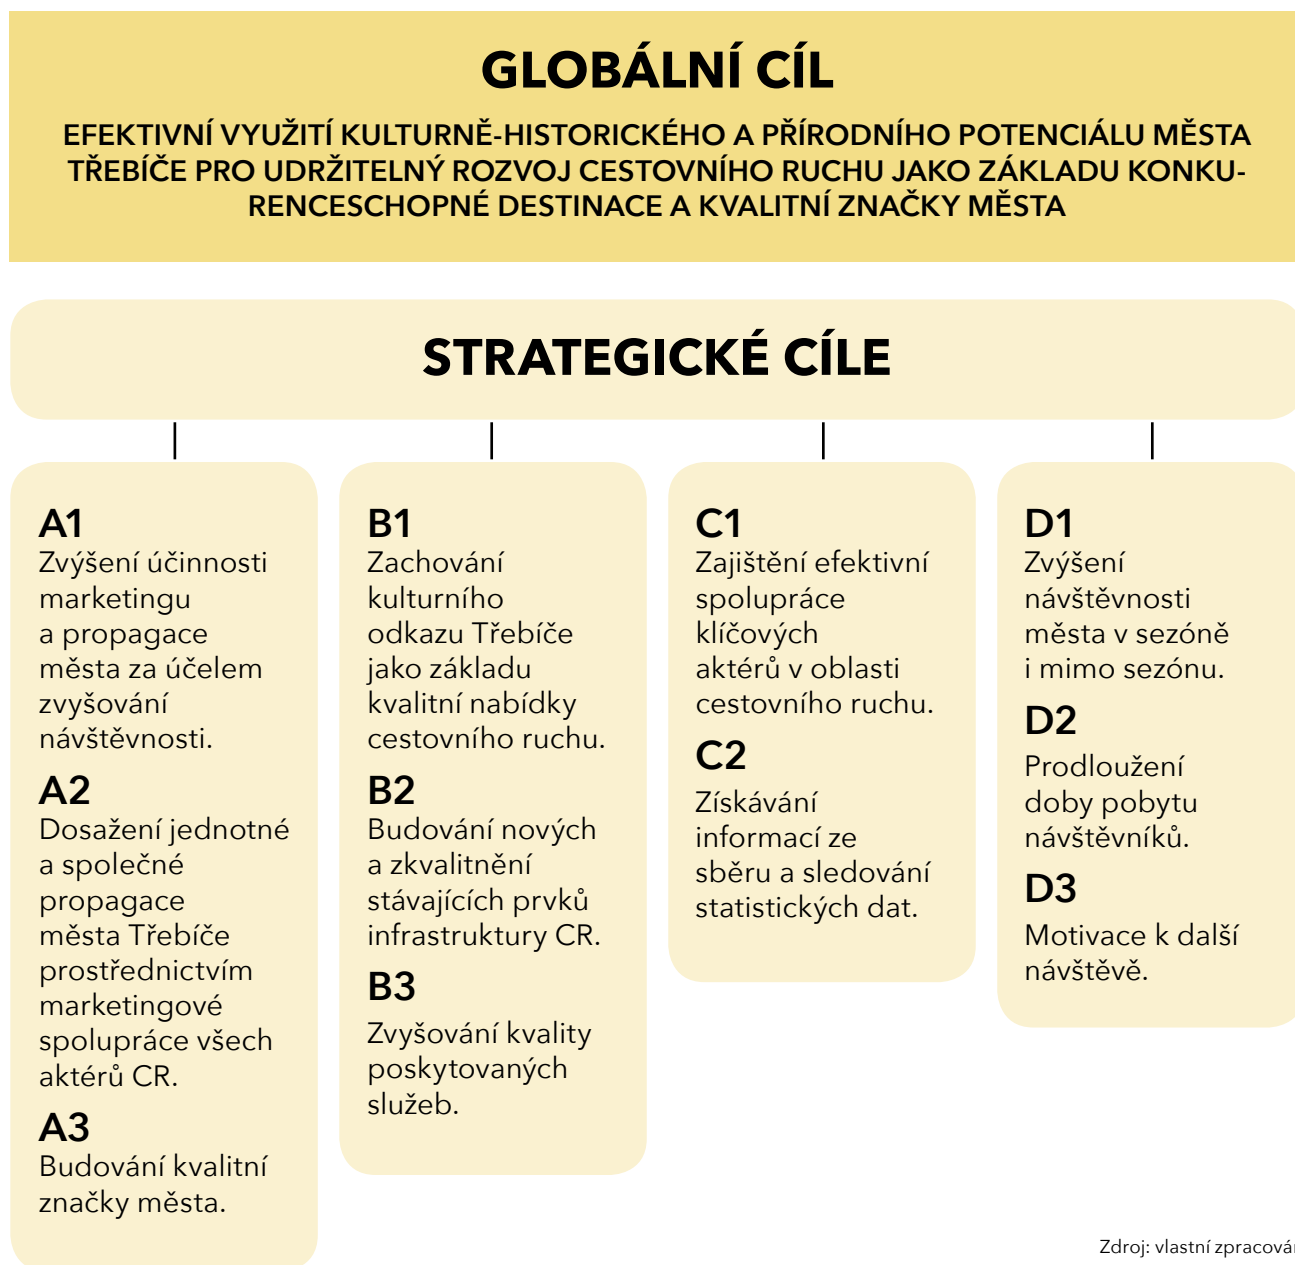 GLOBÁLNÍ CÍL
EFEKTIVNÍ VYUŽITÍ KULTURNĚ-HISTORICKÉHO A PŘÍRODNÍHO POTENCIÁLU MĚSTA
TŘEBÍČE PRO UDRŽITELNÝ ROZVOJ CESTOVNÍHO RUCHU JAKO ZÁKLADU KONKU-
RENCESCHOPNÉ DESTINACE A KVALITNÍ ZNAČKY MĚSTA
STRATEGICKÉ CÍLE
A1
Zvýšení účinnosti
marketingu
a propagace
města za účelem
zvyšování
návštěvnosti.
A2
Dosažení jednotné
a společné
propagace
města Třebíče
prostřednictvím
marketingové
spolupráce všech
aktérů CR.
A3
Budování kvalitní
značky města.
B1
Zachování
kulturního
odkazu Třebíče
jako základu
kvalitní nabídky
cestovního ruchu.
B2
Budování nových
a zkvalitnění
stávajících prvků
infrastruktury CR.
B3
Zvyšování kvality
poskytovaných
služeb.
C1
Zajištění efektivní
spolupráce
klíčových
aktérů v oblasti
cestovního ruchu.
C2
Získávání
informací ze
sběru a sledování
statistických dat.
D1
Zvýšení
návštěvnosti
města v sezóně
i mimo sezónu.
D2
Prodloužení
doby pobytu
návštěvníků.
D3
Motivace k další
návštěvě.
Zdroj: vlastní